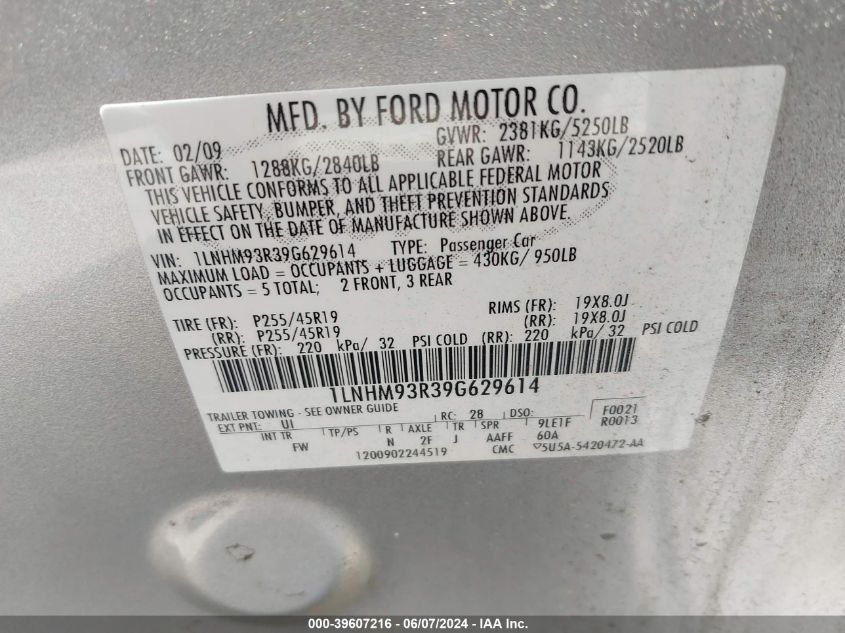 MFD. BY FORD MOTOR CO.
DATE: 02/09 GVWR: 2381KG/5250LB
FRONT GAWR: 1288KG/2840LB REAR GAWR: 1143KG/2520LB
THIS VEHICLE CONFORMS TO ALL APPLICABLE FEDERAL MOTOR
VEHICLE SAFETY, BUMPER, AND THEFT PREVENTION STANDARDS
IN EFFECT ON THE DATE OF MANUFACTURE SHOWN ABOVE.
VIN: 1LNHM93R39G629614 TYPE: Passenger Car
MAXIMUM LOAD = OCCUPANTS + LUGGAGE = 430KG/ 950LB
OCCUPANTS = 5 TOTAL; 2 FRONT, 3 REAR
TIRE (FR): P255/45R19 RIMS (FR): 19X8.0J
(RR): P255/45R19 (RR): 19X8.0J
PRESSURE (FR): 220 kPa/ 32 PSI COLD (RR): 220 kPa/ 32 PSI COLD
1LNHM93R39G629614
TRAILER TOWING - SEE OWNER GUIDE
EXT PNT: UI RC: 28 DSO: F0021
INT TR TP/PS R AXLE TR SPR 9LE1F R0013
FW N 2F J AAFF 60A
1200902244519 CMC 5U5A-5420472-AA
000-39607216 - 06/07/2024 - IAAI Inc.